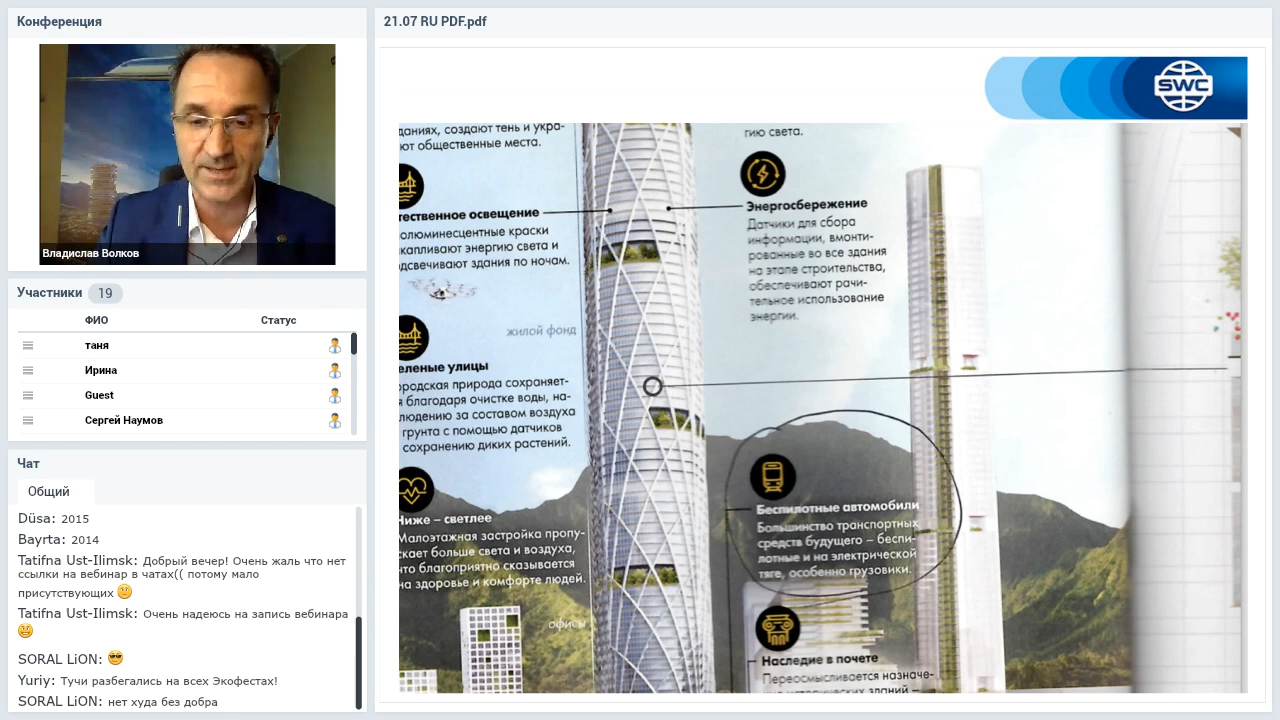 Конференция
Владислав Волков
Участники 19
ФИО Статус
таня
Ирина
Guest
Сергей Наумов
Чат
Общий
Düsa: 2015
Bayrta: 2014
Tatifna Ust-Ilimsk: Добрый вечер! Очень жаль что нет
ссылки на вебинар в чатах(( потому мало
присутствующих
Tatifna Ust-Ilimsk: Очень надеюсь на запись вебинара
SORAL LiON:
Yuriy: Тучи разбегались на всех Экофестах!
SORAL LiON: нет худа без добра
21.07 RU PDF.pdf
SWC
даниях, создают тень и укра-
ют общественные места.
тественное освещение
олюминесцентные краски
капливают энергию света и
дсвечивают здания по ночам.
жилой фонд
еленые улицы
ородская природа сохраняет-
я благодаря очистке воды, на-
людению за составом воздуха
грунта с помощью датчиков
сохранению диких растений.
Ниже – светлее
Малоэтажная застройка пропу-
скает больше света и воздуха,
что благоприятно сказывается
на здоровье и комфорте людей.
офисы
гию света.
Энергосбережение
Датчики для сбора
информации, вмонти-
рованные во все здания
на этапе строительства,
обеспечивают рачи-
тельное использование
энергии.
Беспилотные автомобили
Большинство транспортных
средств будущего – беспи-
лотные и на электрической
тяге, особенно грузовики.
Наследие в почете
Переосмысливается назначе-